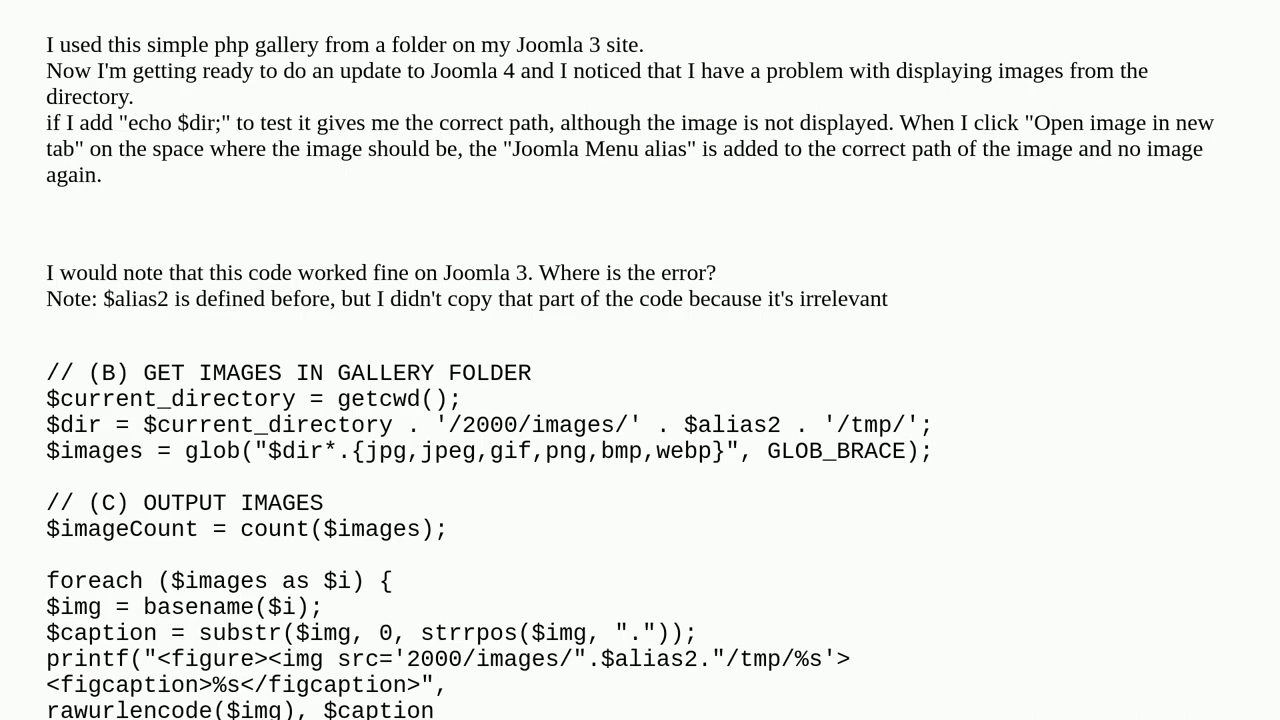 I used this simple php gallery from a folder on my Joomla 3 site.
Now I'm getting ready to do an update to Joomla 4 and I noticed that I have a problem with displaying images from the
directory.
if I add "echo $dir;" to test it gives me the correct path, although the image is not displayed. When I click "Open image in new
tab" on the space where the image should be, the "Joomla Menu alias" is added to the correct path of the image and no image
again.
I would note that this code worked fine on Joomla 3. Where is the error?
Note: $alias2 is defined before, but I didn't copy that part of the code because it's irrelevant
// (B) GET IMAGES IN GALLERY FOLDER
$current_directory = getcwd();
$dir = $current_directory . '/2000/images/' . $alias2 . '/tmp/';
$images = glob("$dir*.{jpg,jpeg,gif,png,bmp,webp}", GLOB_BRACE);
// (C) OUTPUT IMAGES
$imageCount = count($images);
foreach ($images as $i) {
$img = basename($i);
$caption = substr($img, 0, strrpos($img, "."));
printf("<figure><img src='2000/images/".$alias2."/tmp/%s'>
<figcaption>%s</figcaption>",
rawurlencode($img), $caption